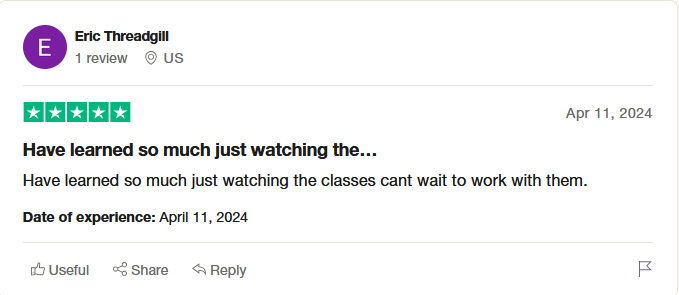 E
Eric Threadgill
1 review US
Apr 11, 2024
Have learned so much just watching the…
Have learned so much just watching the classes cant wait to work with them.
Date of experience: April 11, 2024
Useful Share Reply